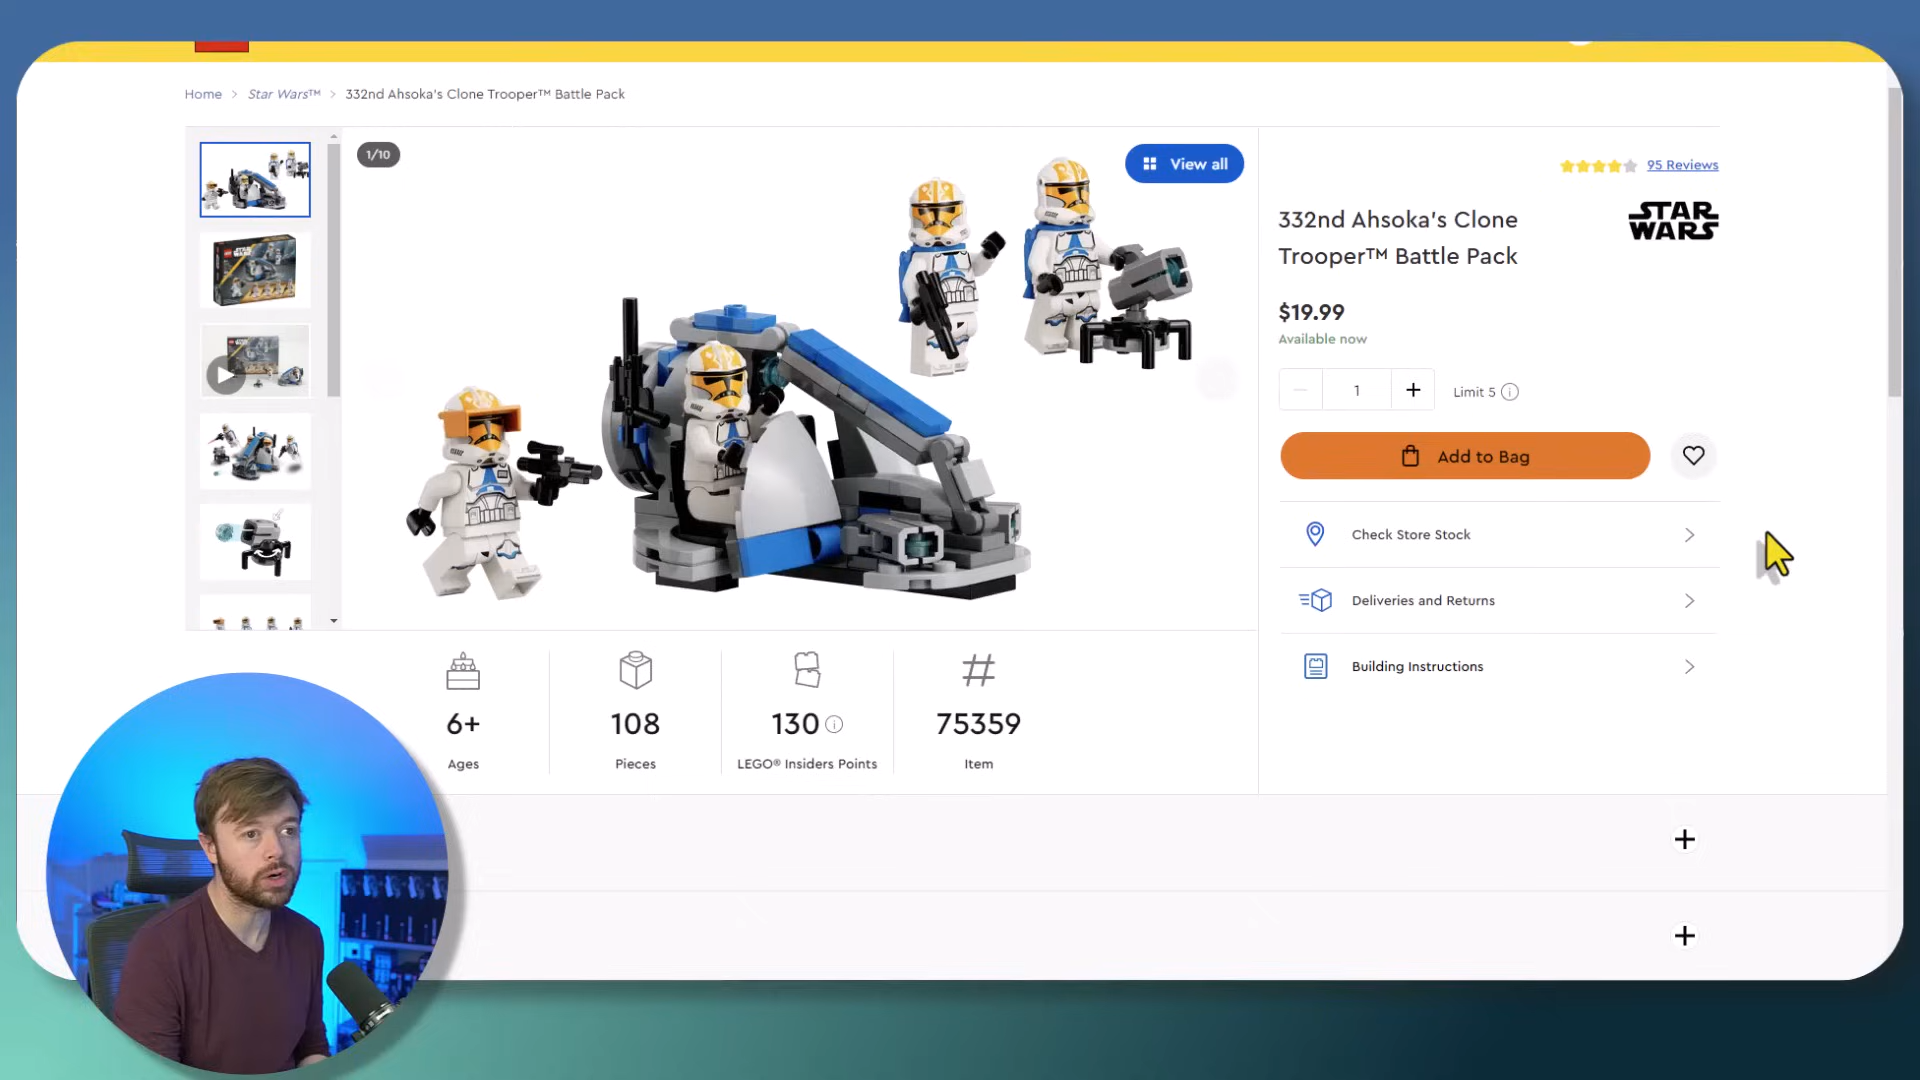 Home > Star Wars™ > 332nd Ahsoka's Clone Trooper™ Battle Pack
1/10
View all
95 Reviews
332nd Ahsoka's Clone
Trooper™ Battle Pack
STAR
WARS
$19.99
Available now
1
Limit 5
Add to Bag
Check Store Stock
Deliveries and Returns
Building Instructions
6+
Ages
108
Pieces
130
LEGO® Insiders Points
75359
Item